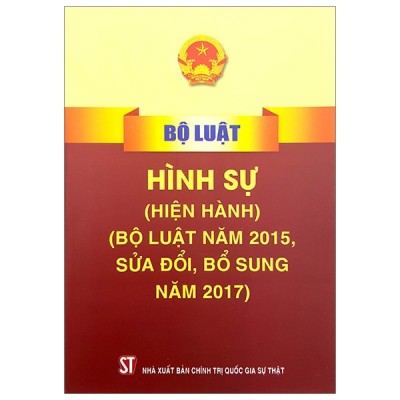 BỘ LUẬT
HÌNH SỰ
(HIỆN HÀNH)
(BỘ LUẬT NĂM 2015,
SỬA ĐỔI, BỔ SUNG
NĂM 2017)
ST NHÀ XUẤT BẢN CHÍNH TRỊ QUỐC GIA SỰ THẬT